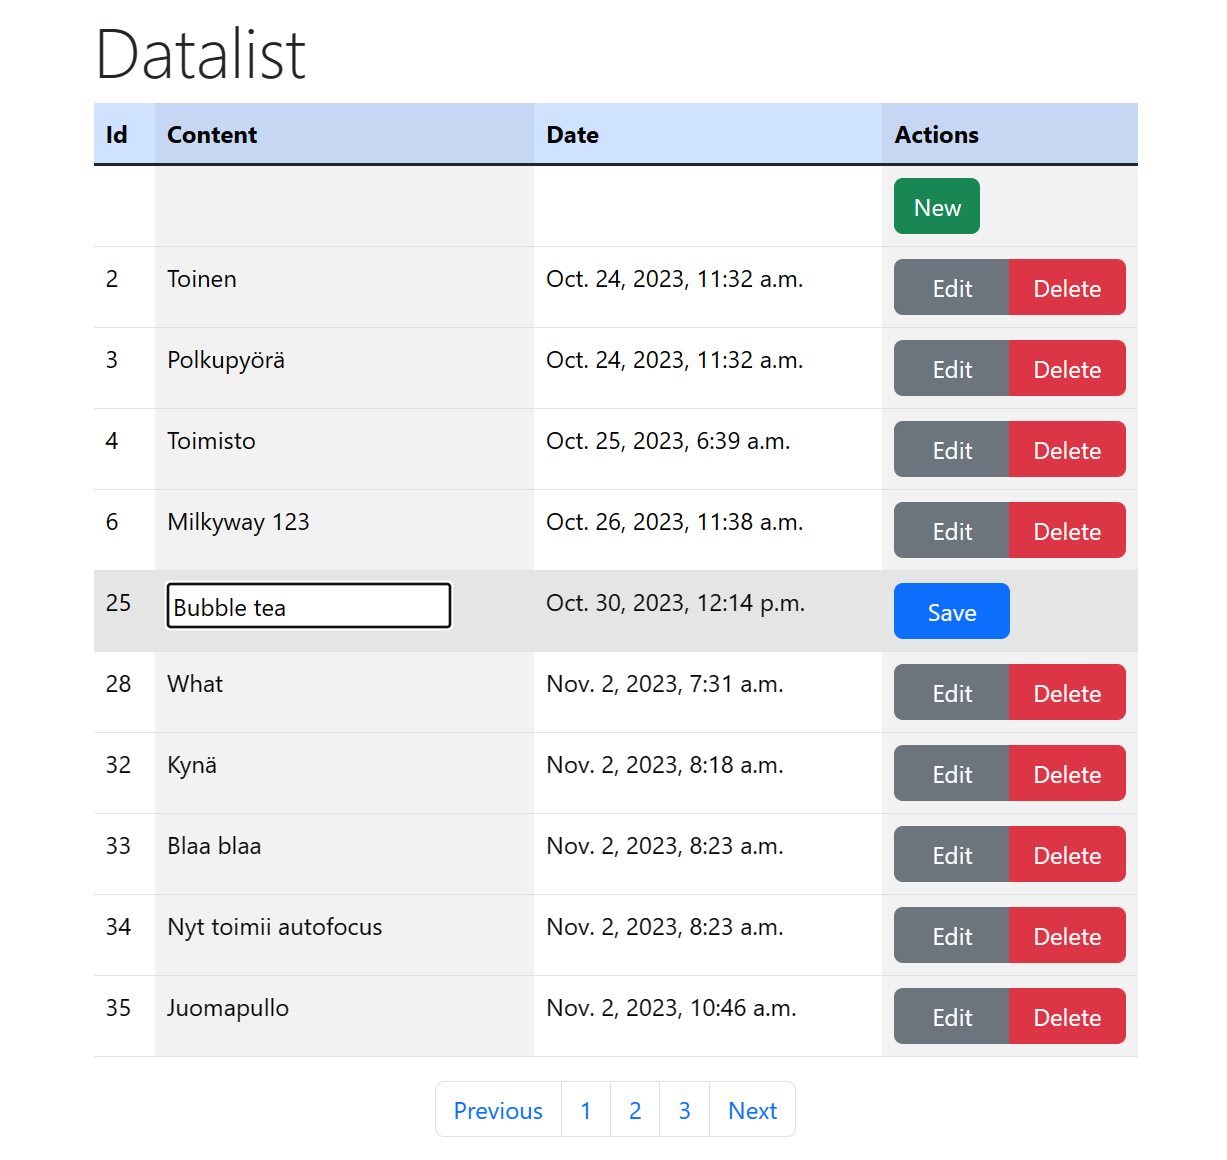 Datalist
Id Content Date Actions
New
2 Toinen Oct. 24, 2023, 11:32 a.m. Edit Delete
3 Polkupyörä Oct. 24, 2023, 11:32 a.m. Edit Delete
4 Toimisto Oct. 25, 2023, 6:39 a.m. Edit Delete
6 Milkyway 123 Oct. 26, 2023, 11:38 a.m. Edit Delete
25 Bubble tea Oct. 30, 2023, 12:14 p.m. Save
28 What Nov. 2, 2023, 7:31 a.m. Edit Delete
32 Kynä Nov. 2, 2023, 8:18 a.m. Edit Delete
33 Blaa blaa Nov. 2, 2023, 8:23 a.m. Edit Delete
34 Nyt toimii autofocus Nov. 2, 2023, 8:23 a.m. Edit Delete
35 Juomapullo Nov. 2, 2023, 10:46 a.m. Edit Delete
Previous 1 2 3 Next